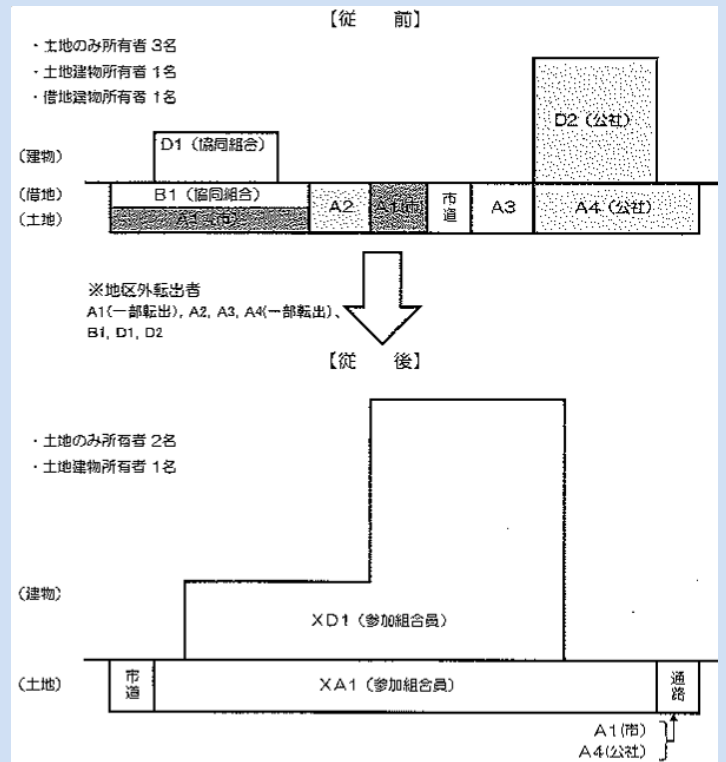 【従 前】
・土地のみ所有者 3名
・土地建物所有者 1名
・借地建物所有者 1名
D2（公社）
D1（協同組合）
（建物）
（借地）
B1（協同組合）
（土地）
A1（市）
A2
A1(市)
市道
A3
A4（公社）
※地区外転出者
A1(一部転出), A2, A3, A4(一部転出)、
B1, D1, D2
【従 後】
・土地のみ所有者 2名
・土地建物所有者 1名
（建物）
XD1（参加組合員）
（土地）
市道
XA1（参加組合員）
通路
A1(市)
A4(公社)